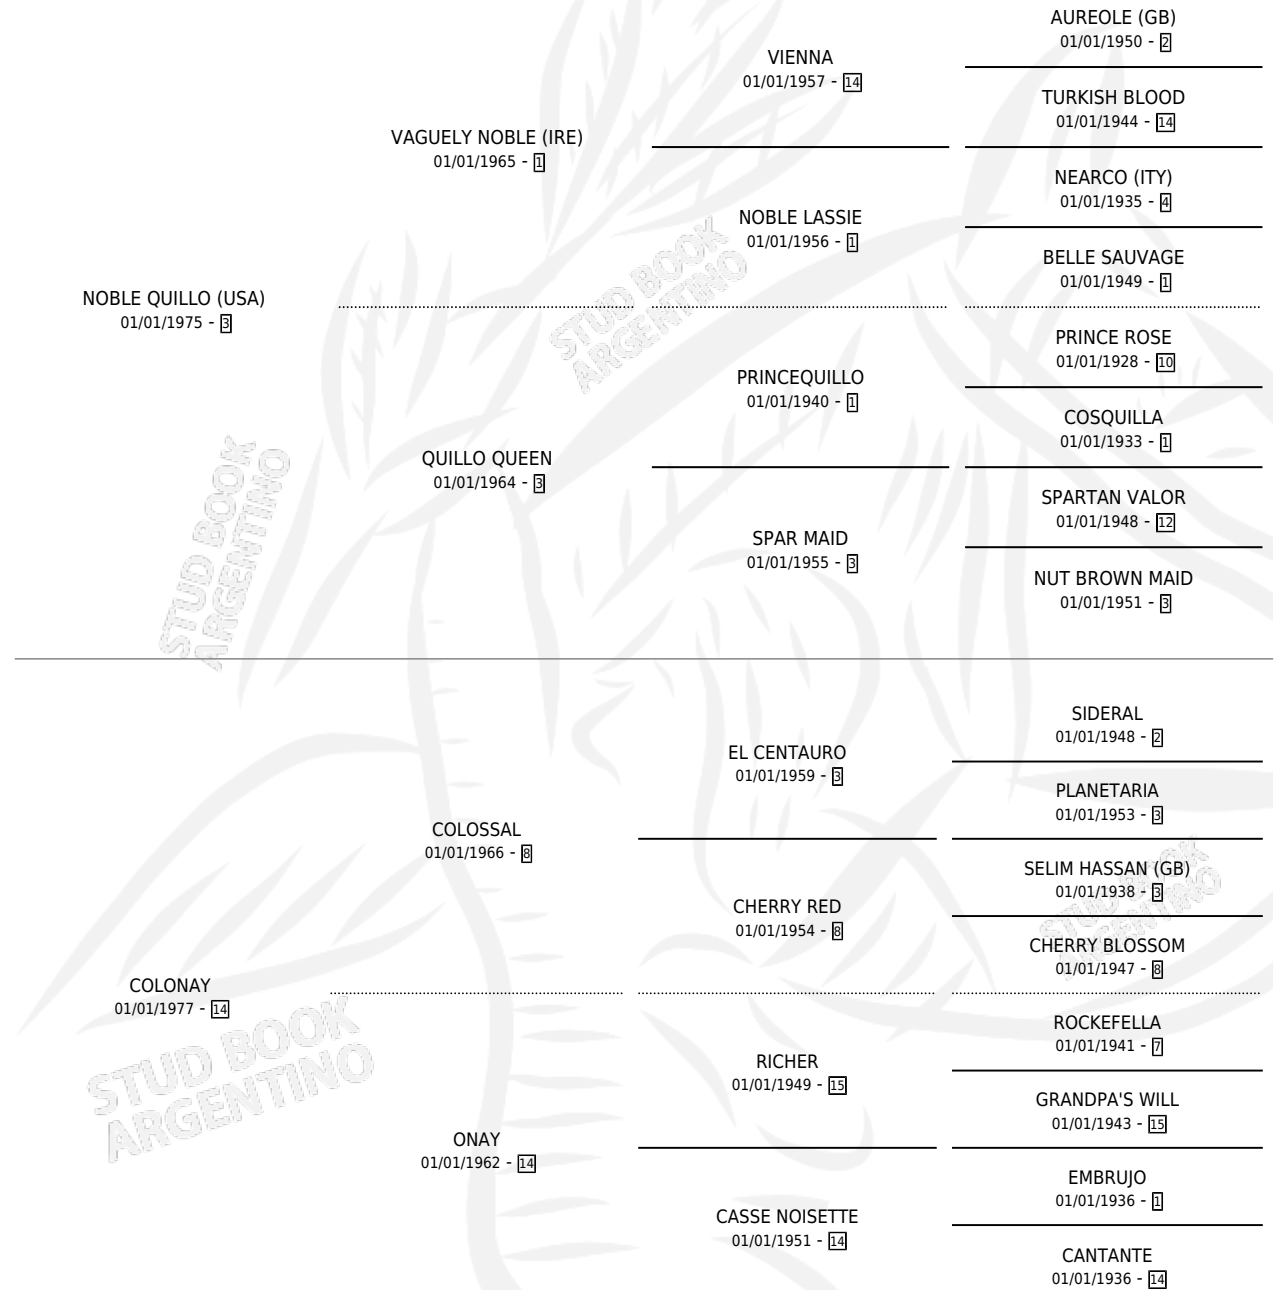 AUREOLE (GB)
01/01/1950 - 2
VIENNA
01/01/1957 - 14
TURKISH BLOOD
01/01/1944 - 14
VAGUELY NOBLE (IRE)
01/01/1965 - 1
NEARCO (ITY)
01/01/1935 - 4
NOBLE LASSIE
01/01/1956 - 1
BELLE SAUVAGE
01/01/1949 - 1
NOBLE QUILLO (USA)
01/01/1975 - 3
PRINCE ROSE
01/01/1928 - 10
PRINCEQUILLO
01/01/1940 - 1
COSQUILLA
01/01/1933 - 1
QUILLO QUEEN
01/01/1964 - 3
SPARTAN VALOR
01/01/1948 - 12
SPAR MAID
01/01/1955 - 3
NUT BROWN MAID
01/01/1951 - 3
SIDERAL
01/01/1948 - 2
EL CENTAURO
01/01/1959 - 3
PLANETARIA
01/01/1953 - 3
COLOSSAL
01/01/1966 - 8
SELIM HASSAN (GB)
01/01/1938 - 3
CHERRY RED
01/01/1954 - 8
CHERRY BLOSSOM
01/01/1947 - 8
COLONAY
01/01/1977 - 14
ROCKEFELLA
01/01/1941 - 7
RICHER
01/01/1949 - 15
GRANDPA'S WILL
01/01/1943 - 15
ONAY
01/01/1962 - 14
EMBRUJO
01/01/1936 - 1
CASSE NOISETTE
01/01/1951 - 14
CANTANTE
01/01/1936 - 14
STUD BOOK
ARGENTINO
STUD BOOK
ARGENTINO
STUD BOOK
ARGENTINO
STUD BOOK
ARGENTINO